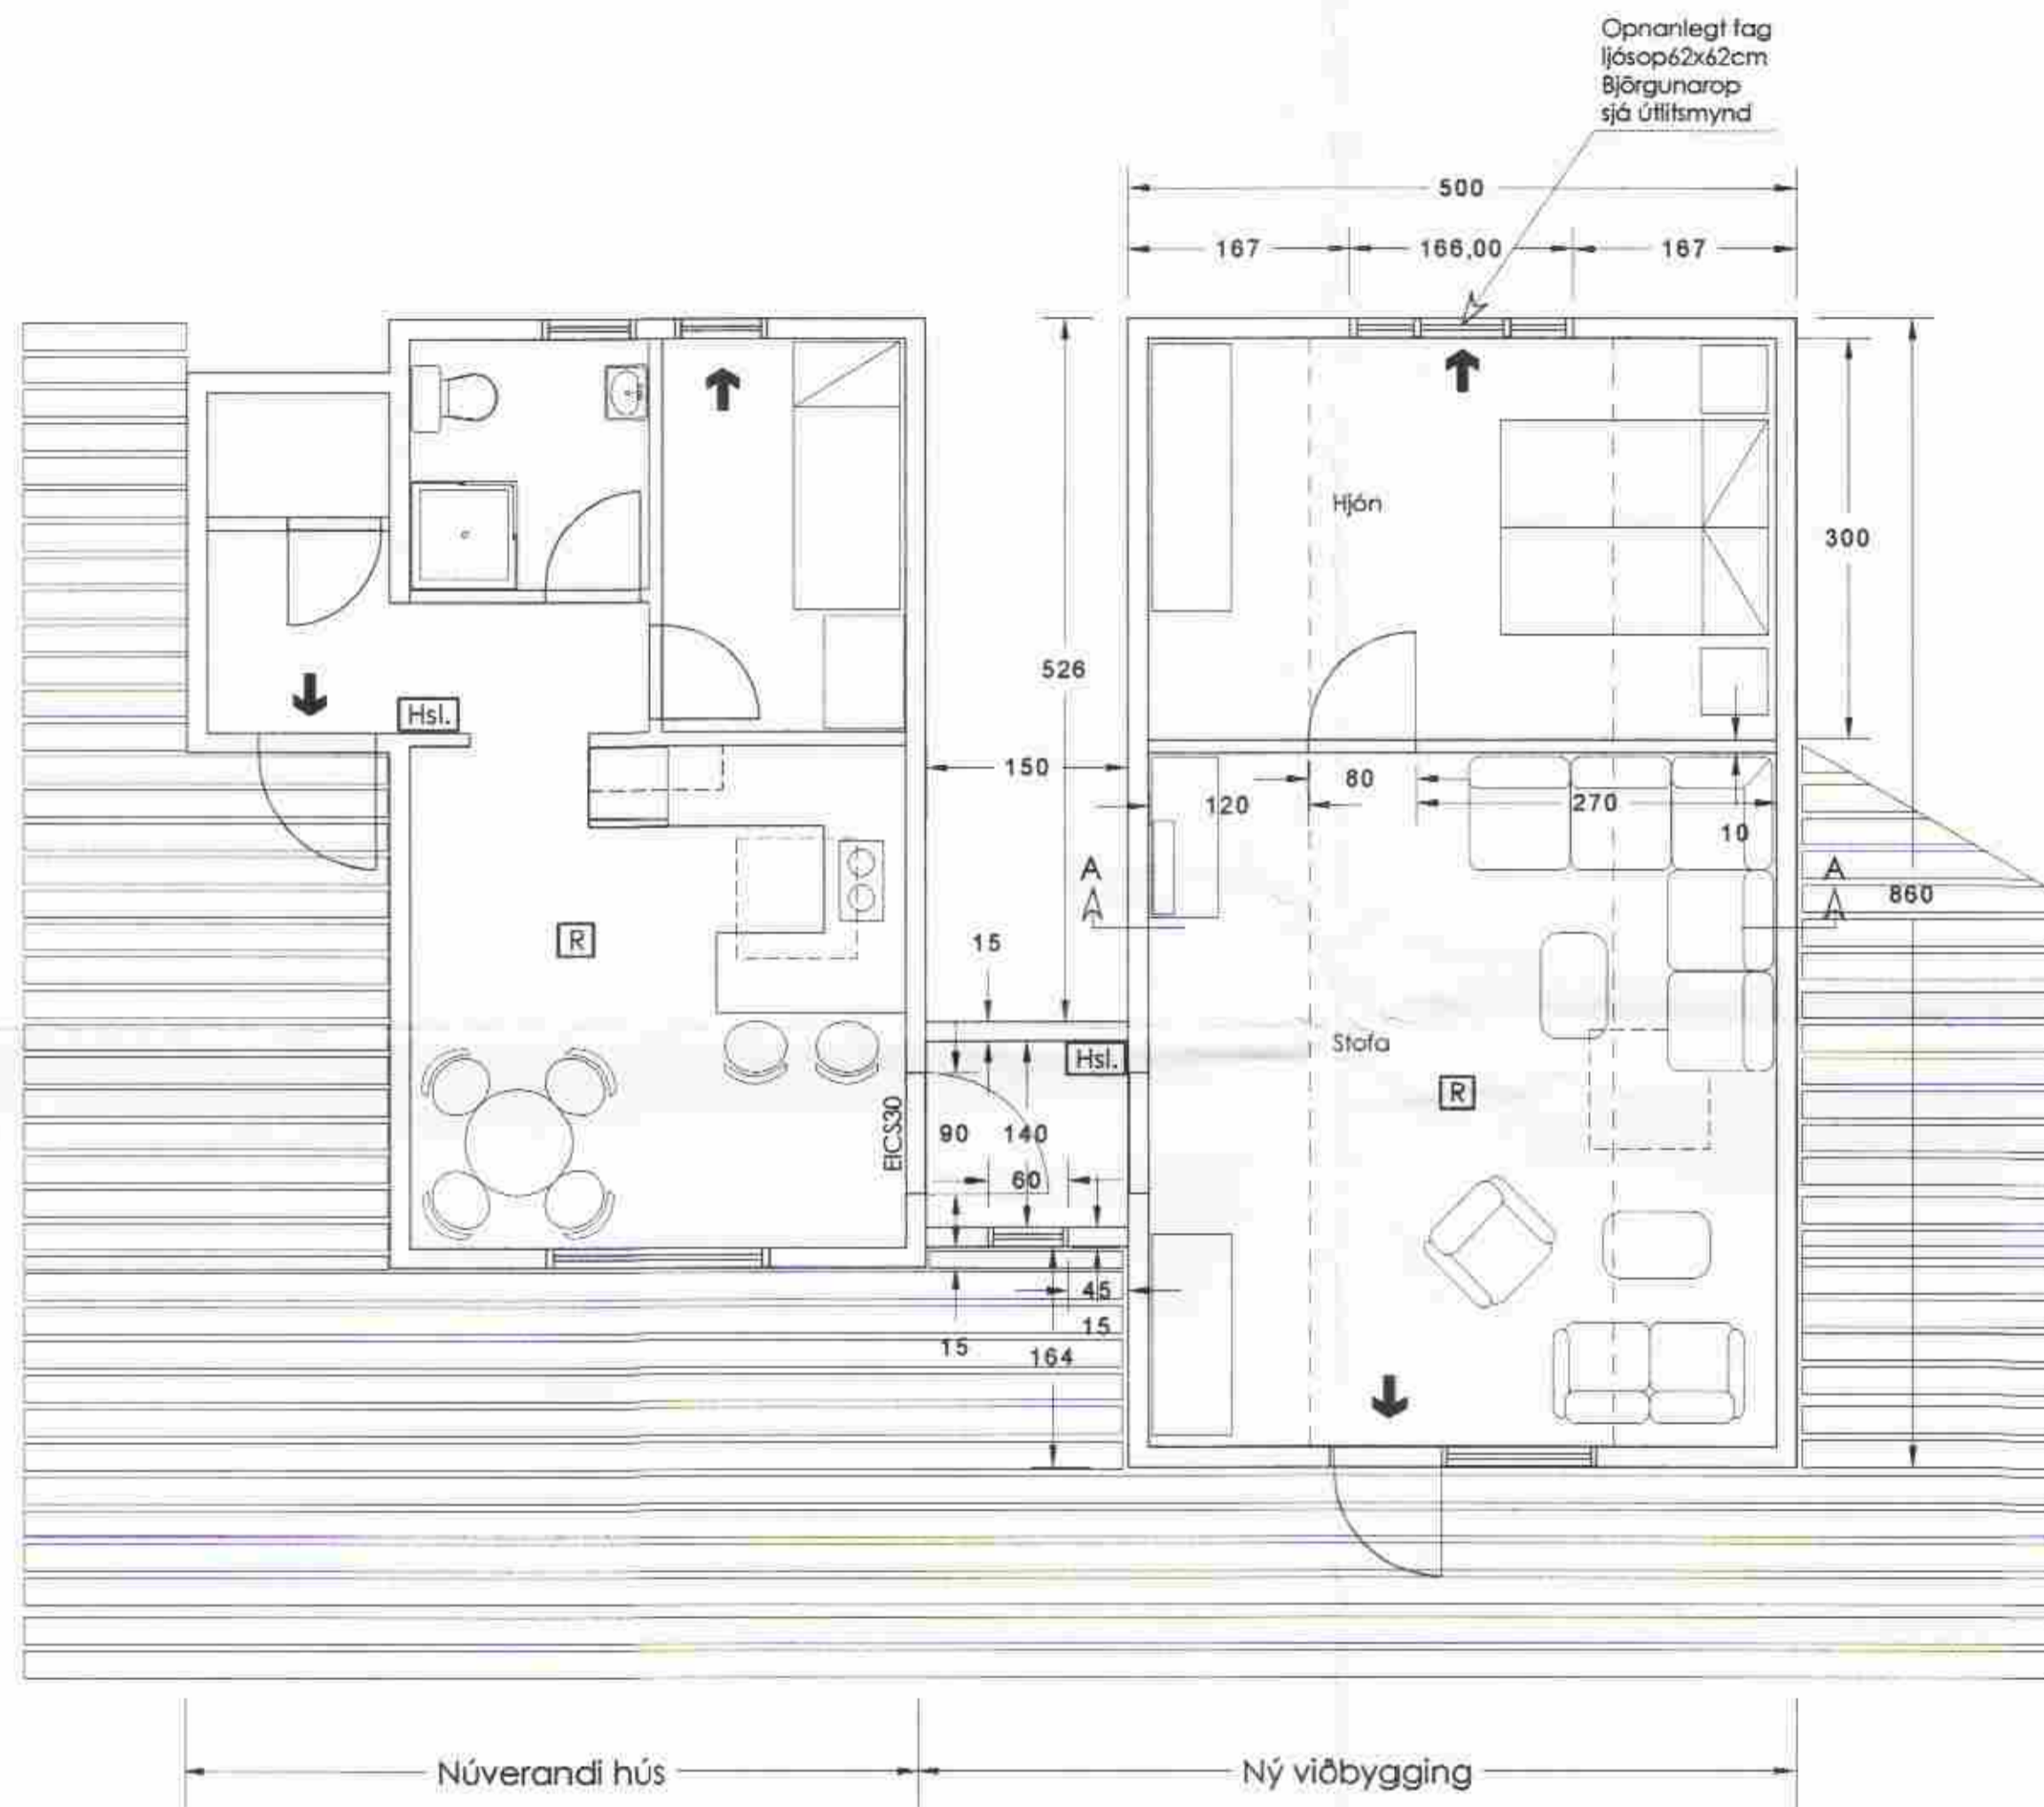 Opnanlegt fag
ljósop62x62cm
Björgunarop
sjá útlitsmynd
500
167
166,00
167
Hjón
300
526
Hsl.
150
80
120
270
10
A
A
860
R
15
Stofa
Hsl.
R
EICS30
90
140
60
45
15
15
164
Núverandi hús
Ný viðbygging